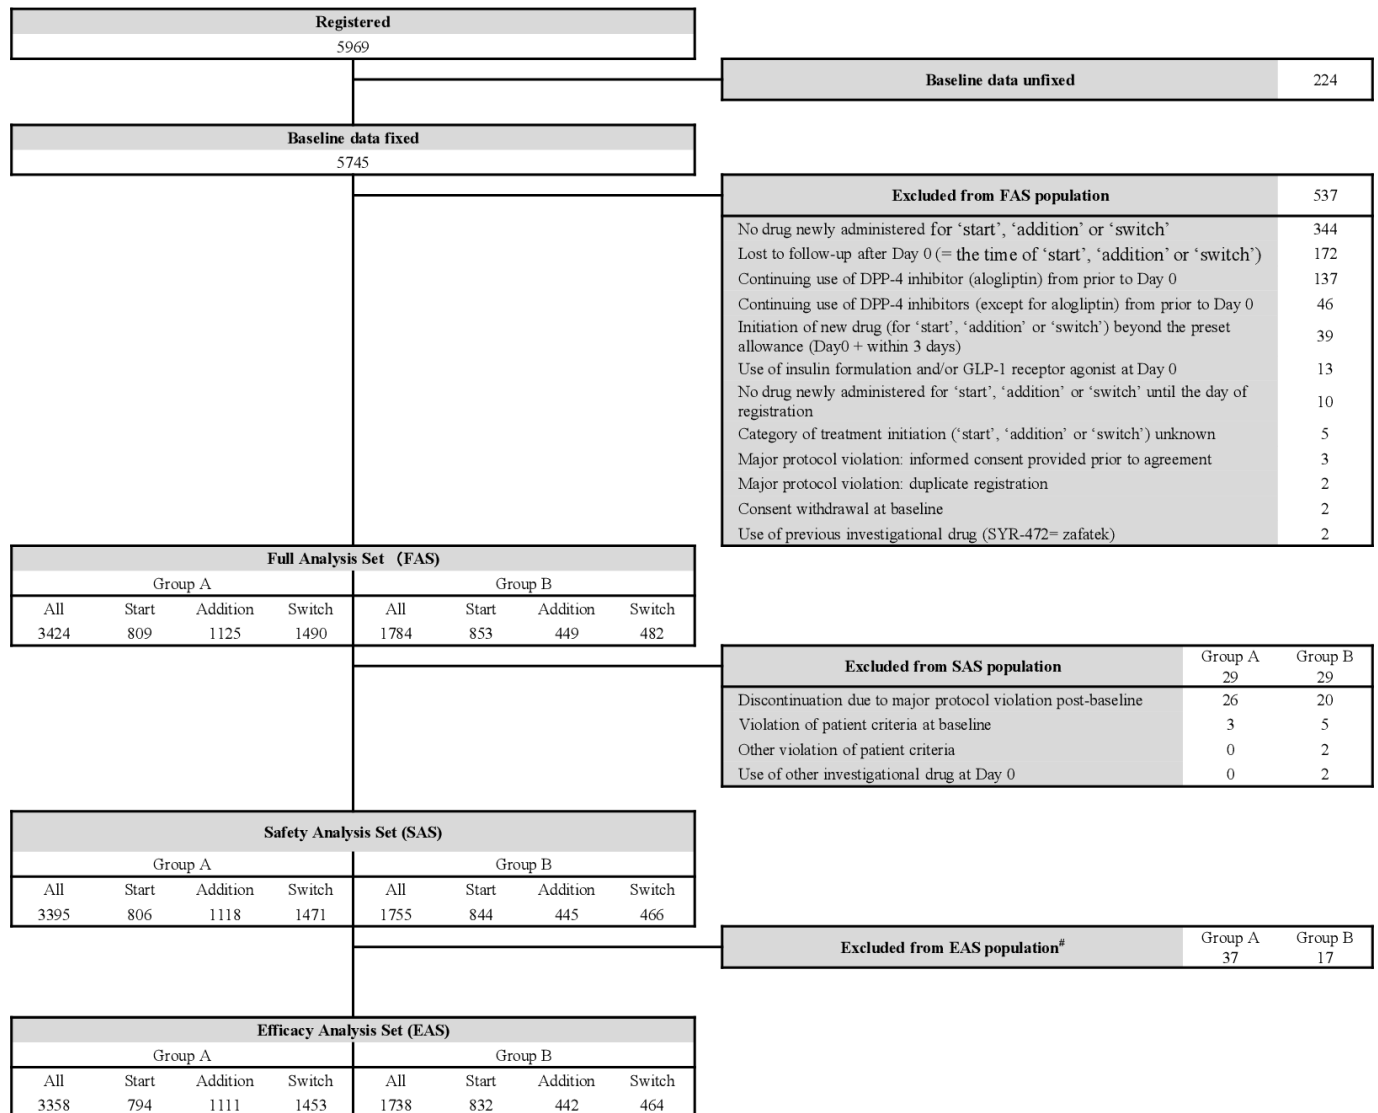 Registered
5969
Baseline data unfixed 224
Baseline data fixed
5745
Excluded from FAS population 537
No drug newly administered for ‘start’, ‘addition’ or ‘switch’ 344
Lost to follow-up after Day 0 (= the time of ‘start’, ‘addition’ or ‘switch’) 172
Continuing use of DPP-4 inhibitor (alogliptin) from prior to Day 0 137
Continuing use of DPP-4 inhibitors (except for alogliptin) from prior to Day 0 46
Initiation of new drug (for ‘start’, ‘addition’ or ‘switch’) beyond the preset
allowance (Day0 + within 3 days) 39
Use of insulin formulation and/or GLP-1 receptor agonist at Day 0 13
No drug newly administered for ‘start’, ‘addition’ or ‘switch’ until the day of
registration 10
Category of treatment initiation (‘start’, ‘addition’ or ‘switch’) unknown 5
Major protocol violation: informed consent provided prior to agreement 3
Major protocol violation: duplicate registration 2
Consent withdrawal at baseline 2
Use of previous investigational drug (SYR-472= zafatek) 2
Full Analysis Set （FAS)
Group A Group B
All Start Addition Switch All Start Addition Switch
3424 809 1125 1490 1784 853 449 482
Excluded from SAS population Group A Group B
29 29
Discontinuation due to major protocol violation post-baseline 26 20
Violation of patient criteria at baseline 3 5
Other violation of patient criteria 0 2
Use of other investigational drug at Day 0 0 2
Safety Analysis Set (SAS)
Group A Group B
All Start Addition Switch All Start Addition Switch
3395 806 1118 1471 1755 844 445 466
Excluded from EAS population# Group A Group B
37 17
Efficacy Analysis Set (EAS)
Group A Group B
All Start Addition Switch All Start Addition Switch
3358 794 1111 1453 1738 832 442 464